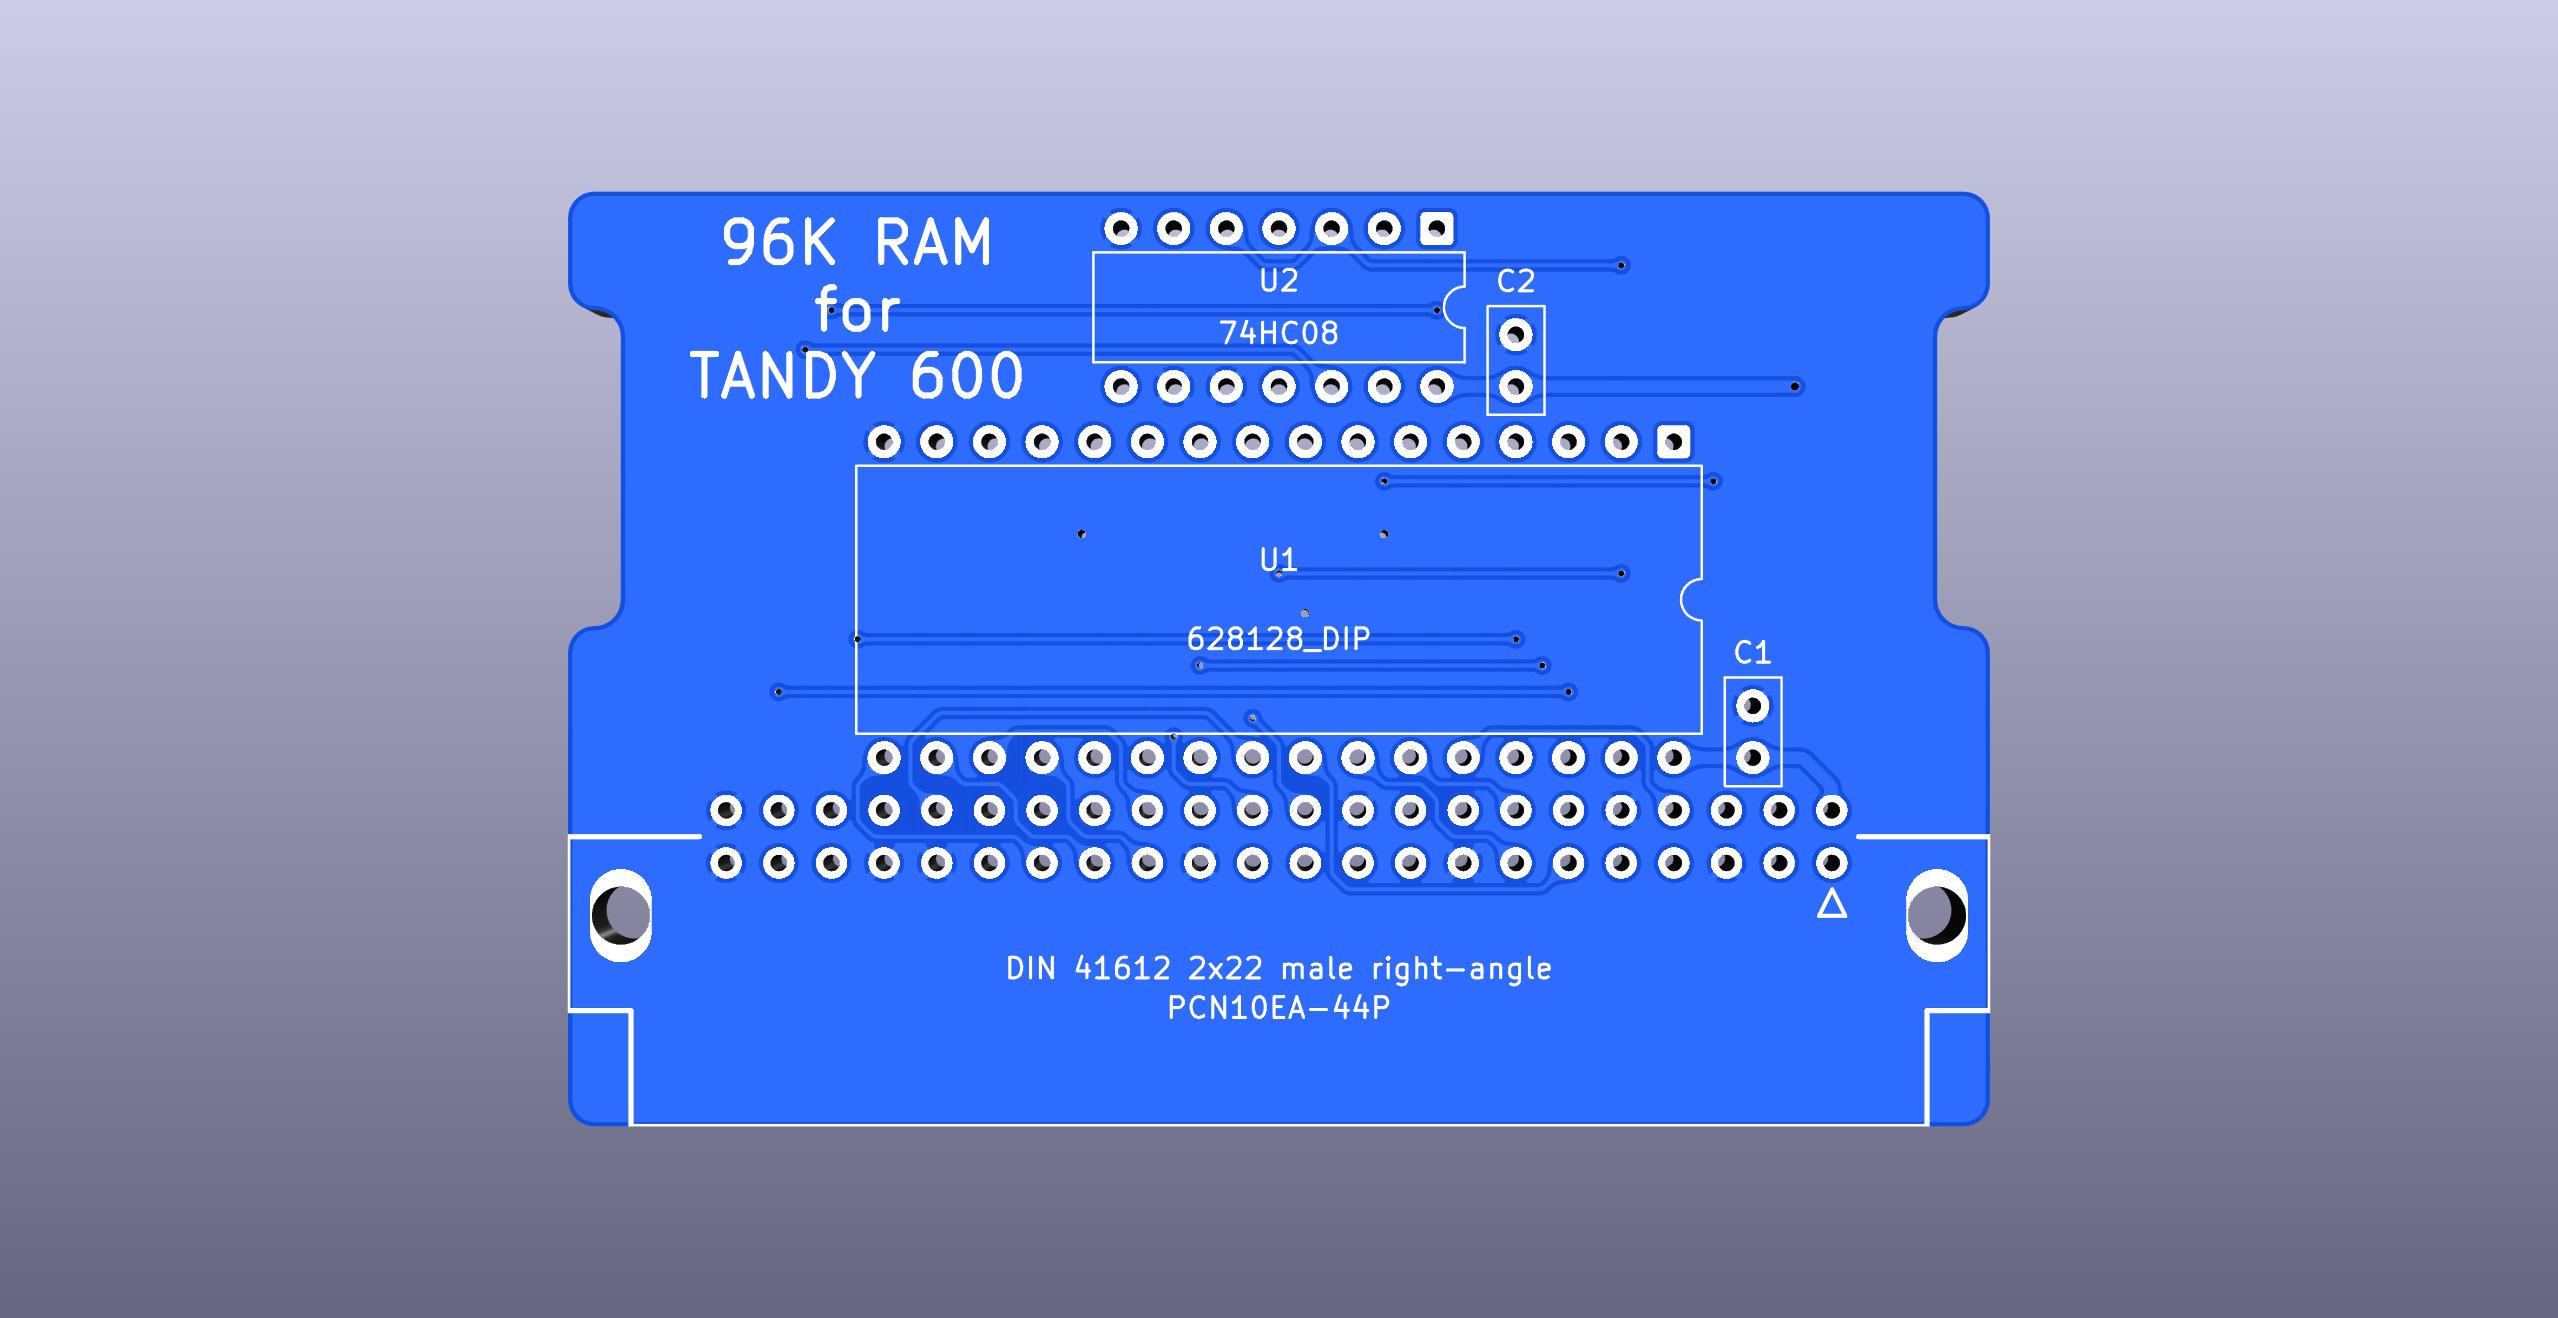 96K RAM
for
TANDY 600
U2
74HC08
C2
U1
628128_DIP
C1
DIN 41612 2x22 male right-angle
PCN10EA-44P